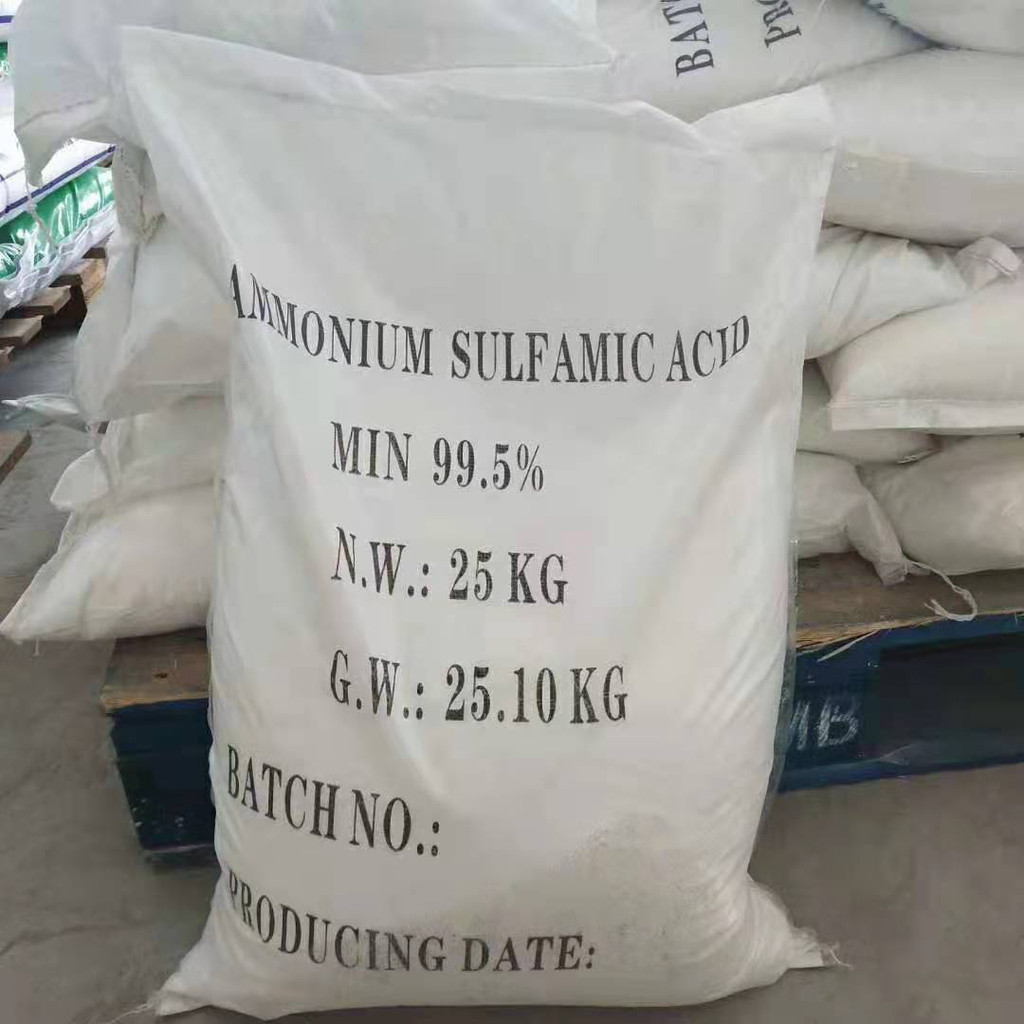 AMMONIUM SULFAMIC ACID
MIN 99.5%
N.W.: 25 KG
G.W.: 25.10 KG
BATCH NO.:
PRODUCING DATE: